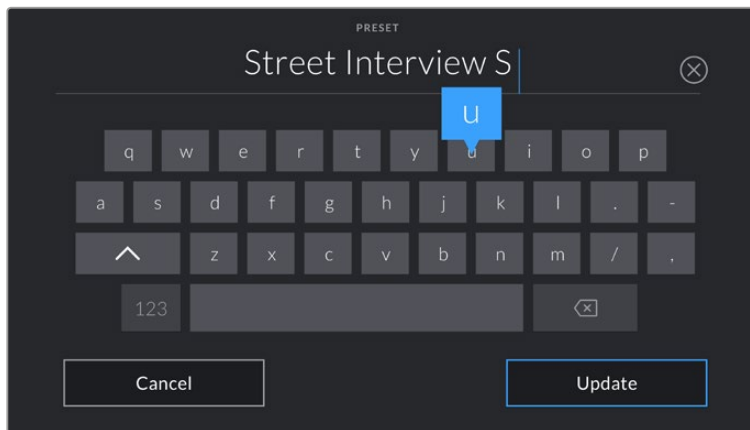 PRESET
Street Interview S
u
q w e r t y u i o p
a s d f g h j k l . -
z x c v b n m / ,
123
Cancel Update